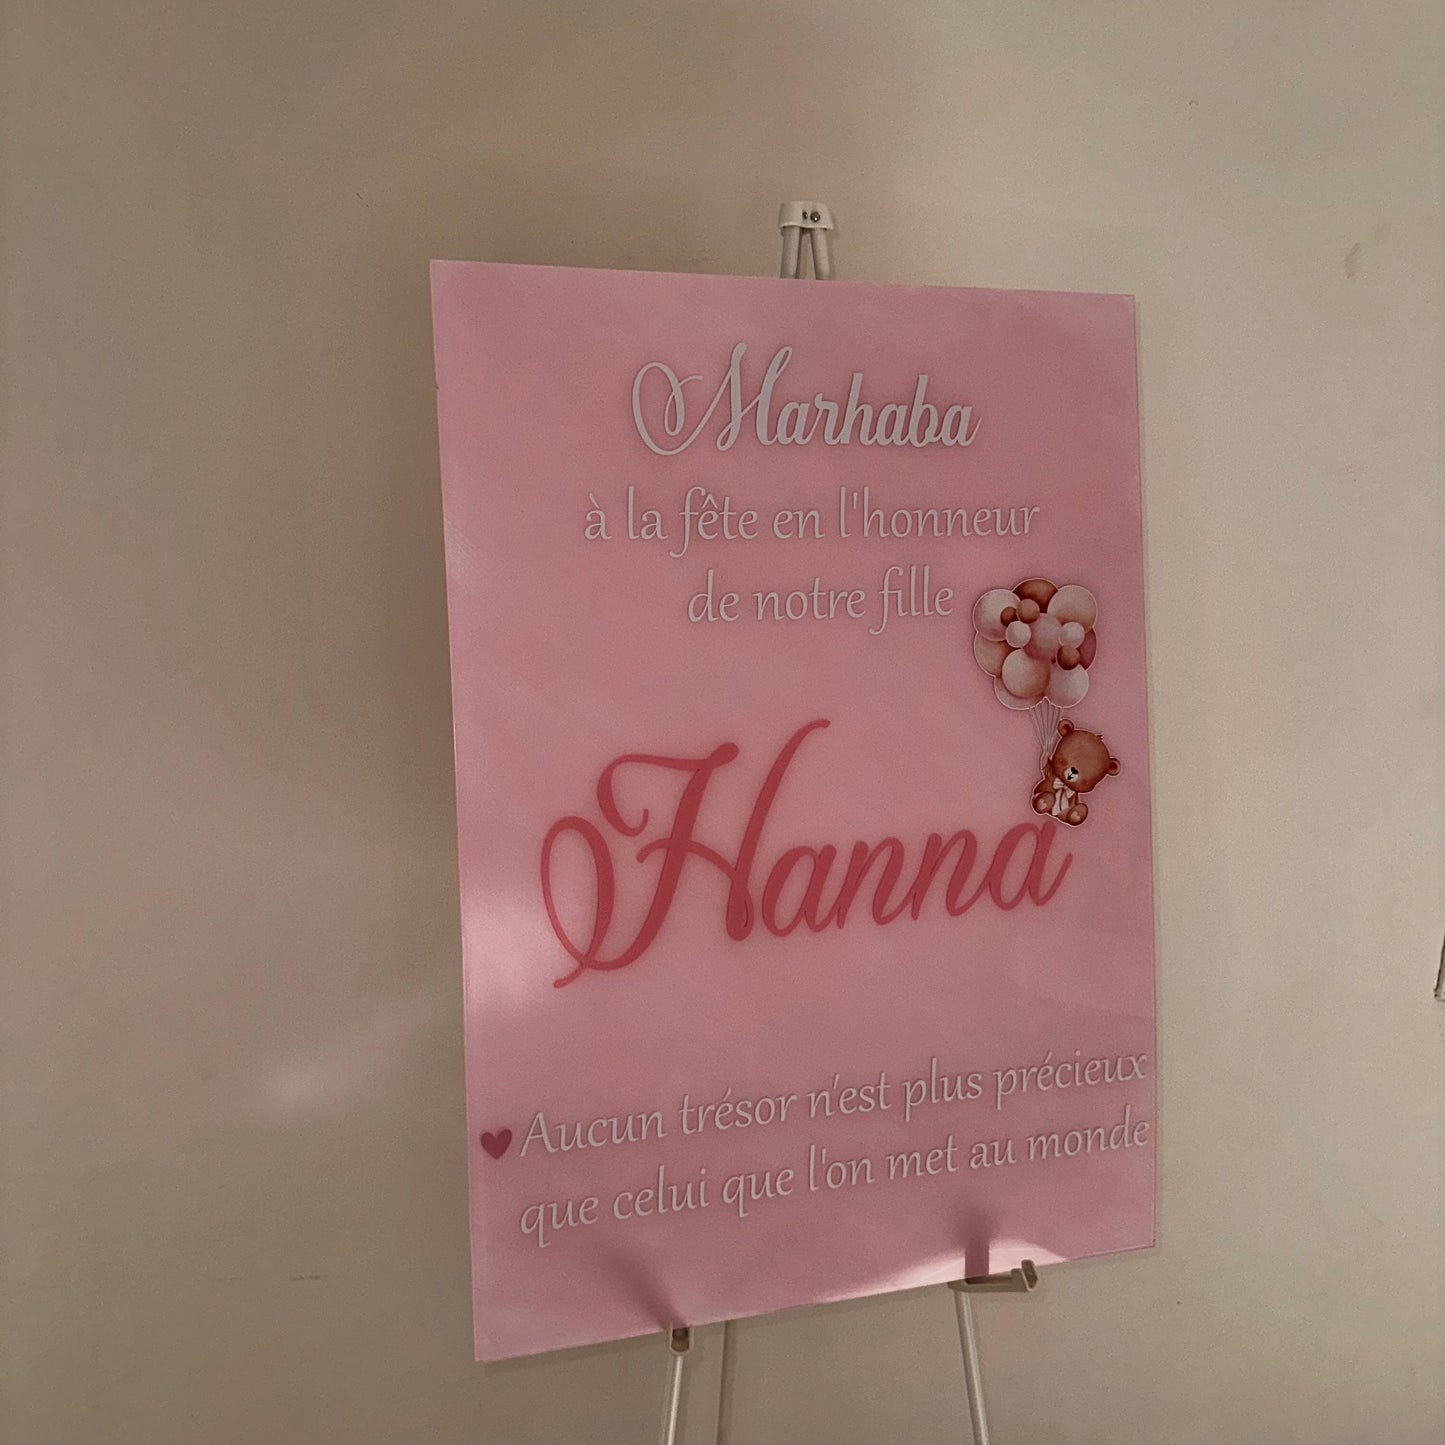 Marhaba
à la fête en l'honneur
de notre fille
Hanna
Aucun trésor n'est plus précieux
que celui que l'on met au monde